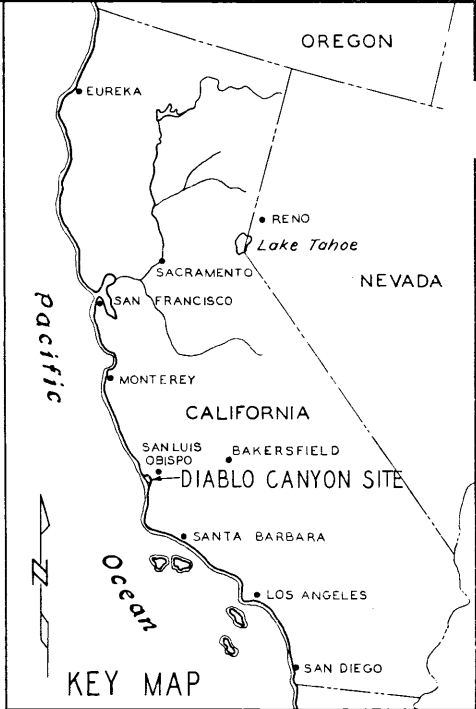 OREGON
EUREKA
RENO
Lake Tahoe
SACRAMENTO
NEVADA
SAN FRANCISCO
Pacific
MONTEREY
CALIFORNIA
SAN LUIS
OBISPO
BAKERSFIELD
DIABLO CANYON SITE
SANTA BARBARA
N
Ocean
LOS ANGELES
SAN DIEGO
KEY MAP